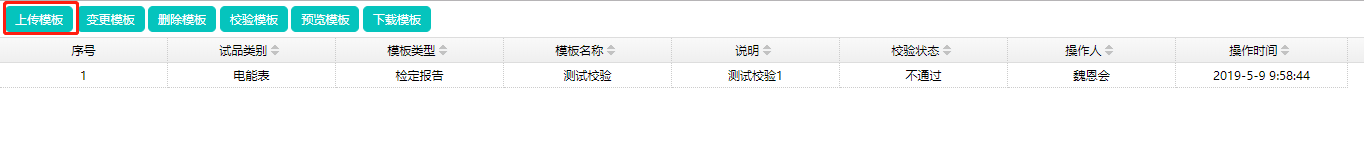 上传模板 变更模板 删除模板 校验模板 预览模板 下载模板
序号 试品类别 模板类型 模板名称 说明 校验状态 操作人 操作时间
1 电能表 检定报告 测试校验 测试校验1 不通过 魏恩会 2019-5-9 9:58:44